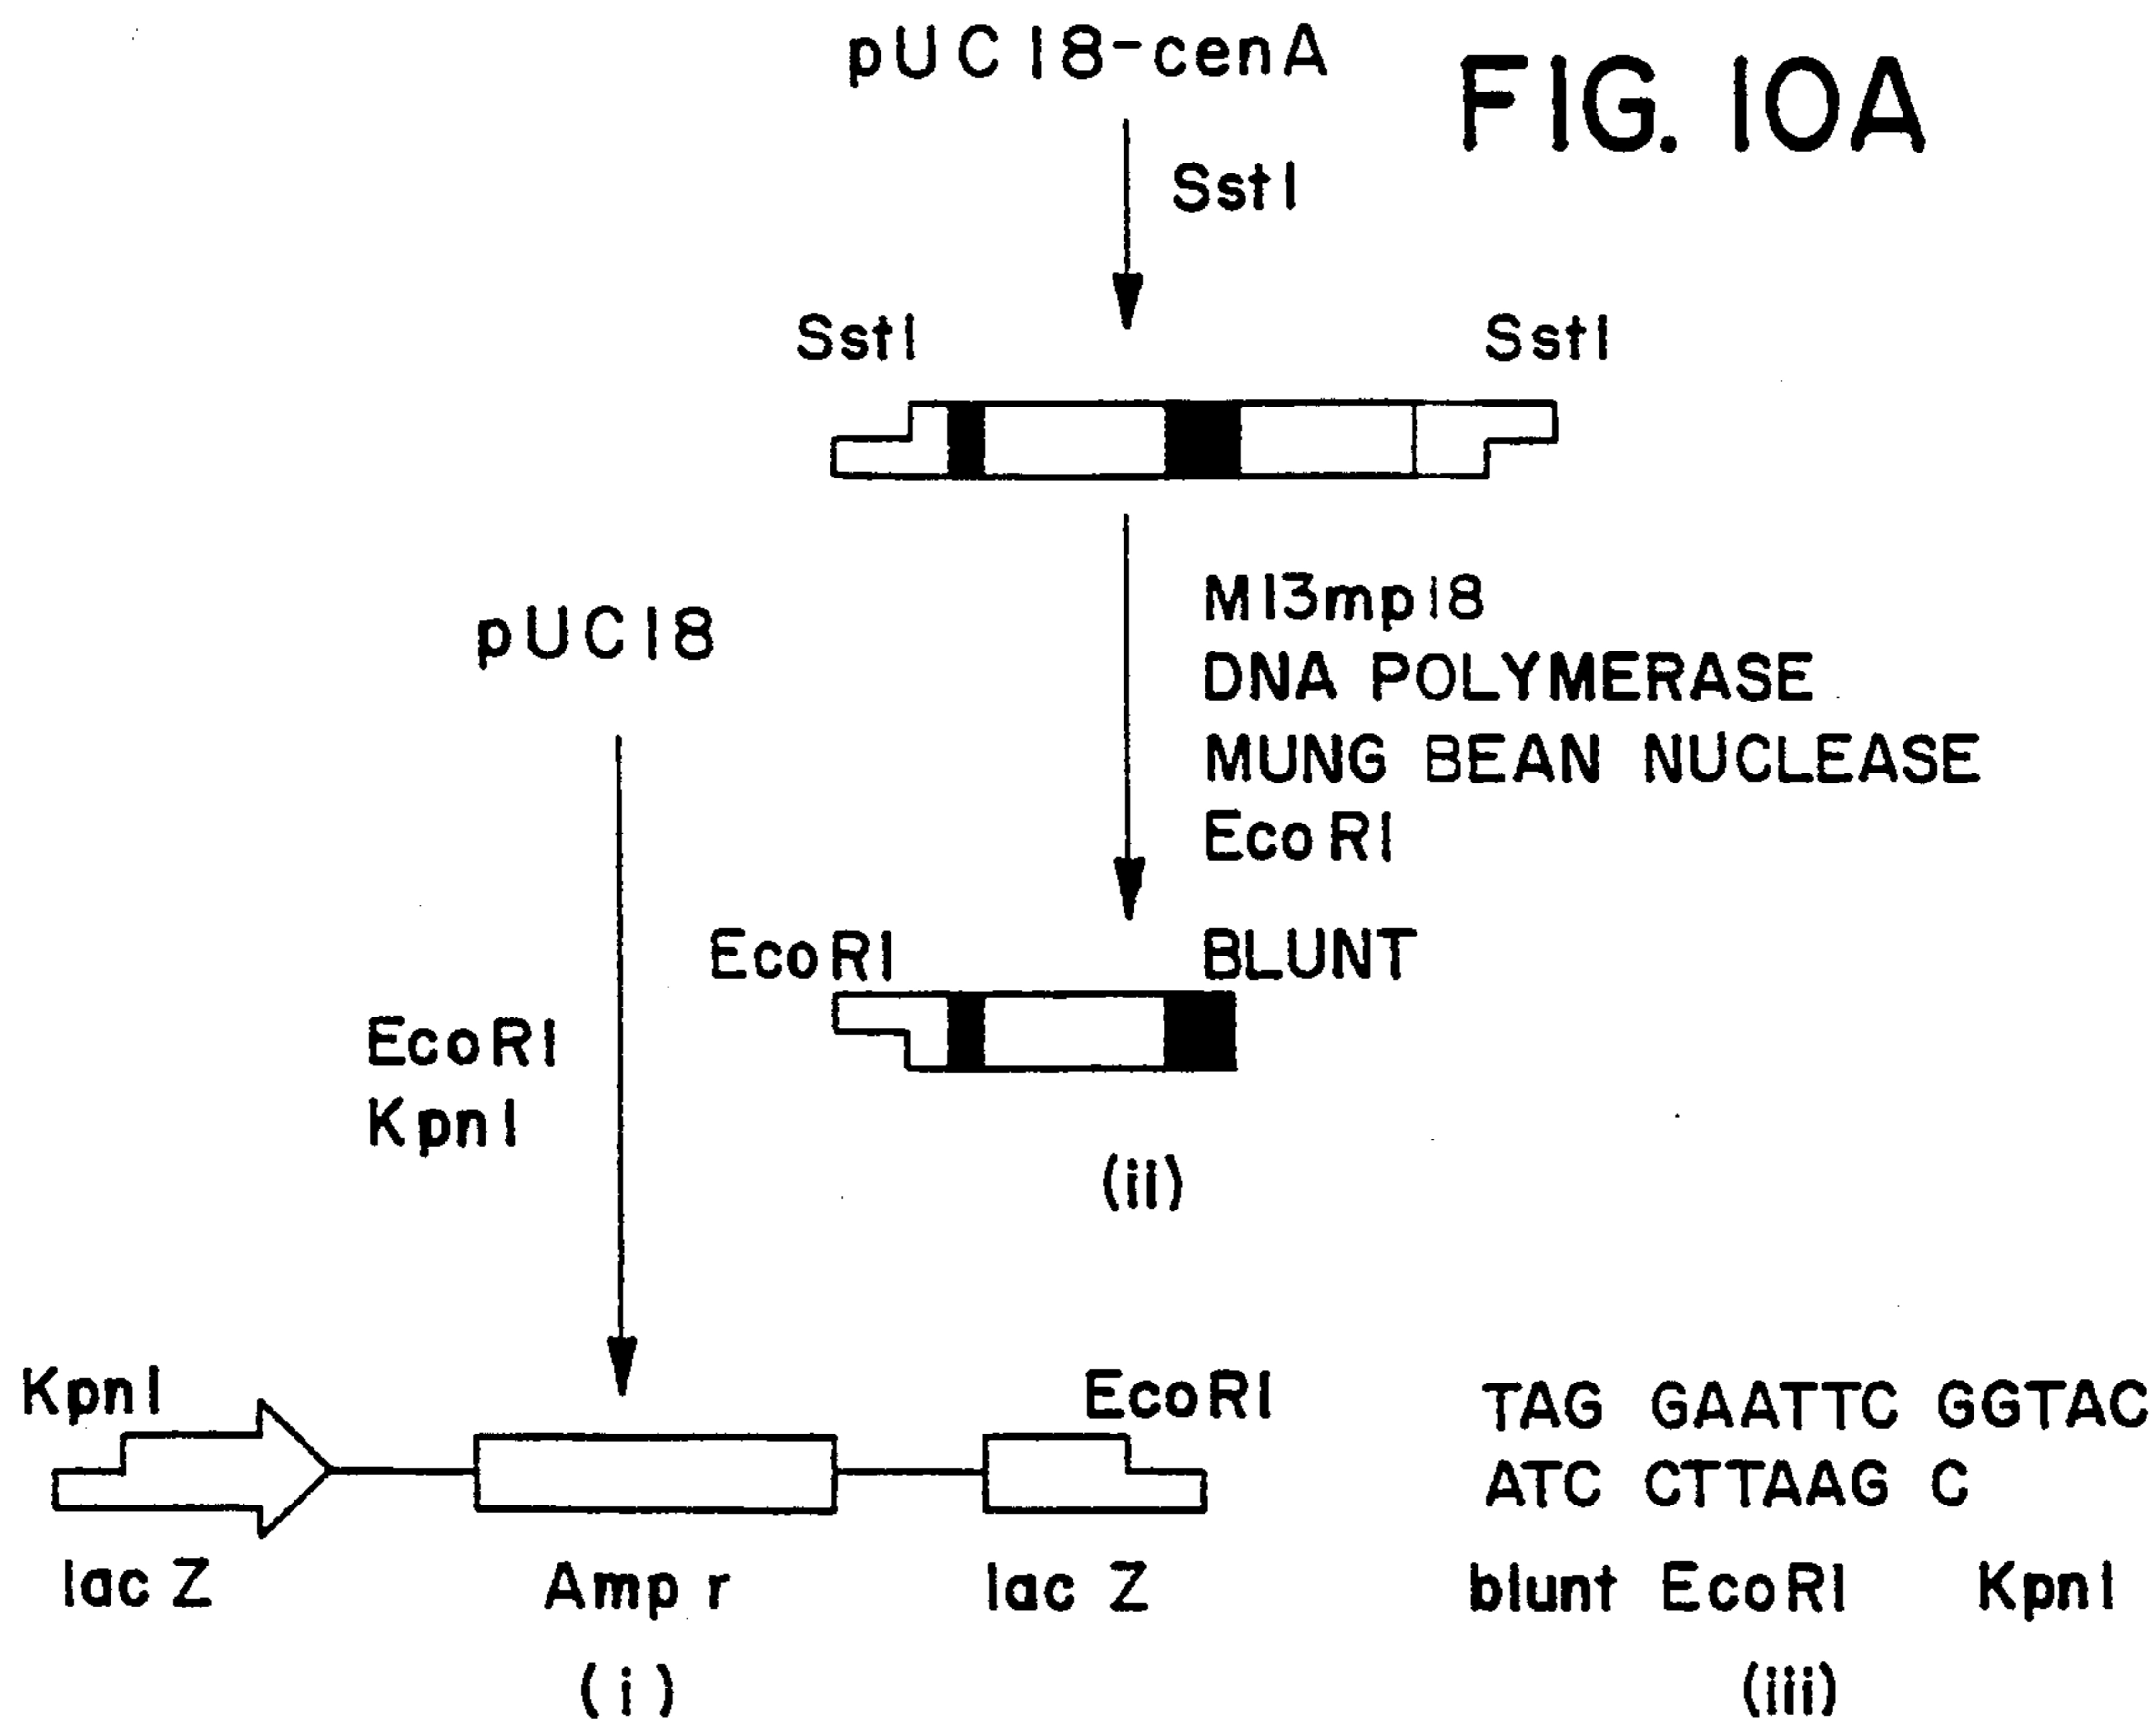 pUC18-cenA
FIG. 10A
SstI
SstI SstI
M13mp18
DNA POLYMERASE
MUNG BEAN NUCLEASE
EcoRI
pUC18
EcoRI
KpnI
EcoRI BLUNT
(ii)
KpnI EcoRI
lac Z Amp r lac Z
(i)
TAG GAATTC GGTAC
ATC CTTAAG C
blunt EcoRI KpnI
(iii)